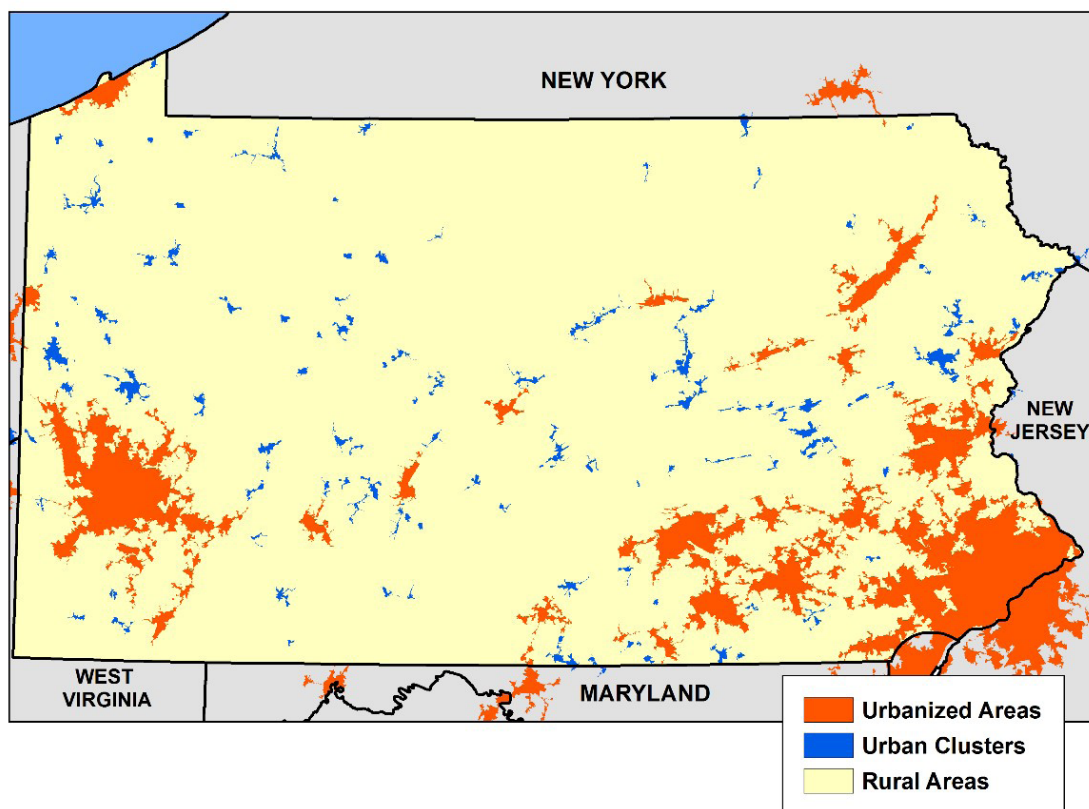 NEW YORK
NEW
JERSEY
WEST
VIRGINIA
MARYLAND
Urbanized Areas
Urban Clusters
Rural Areas